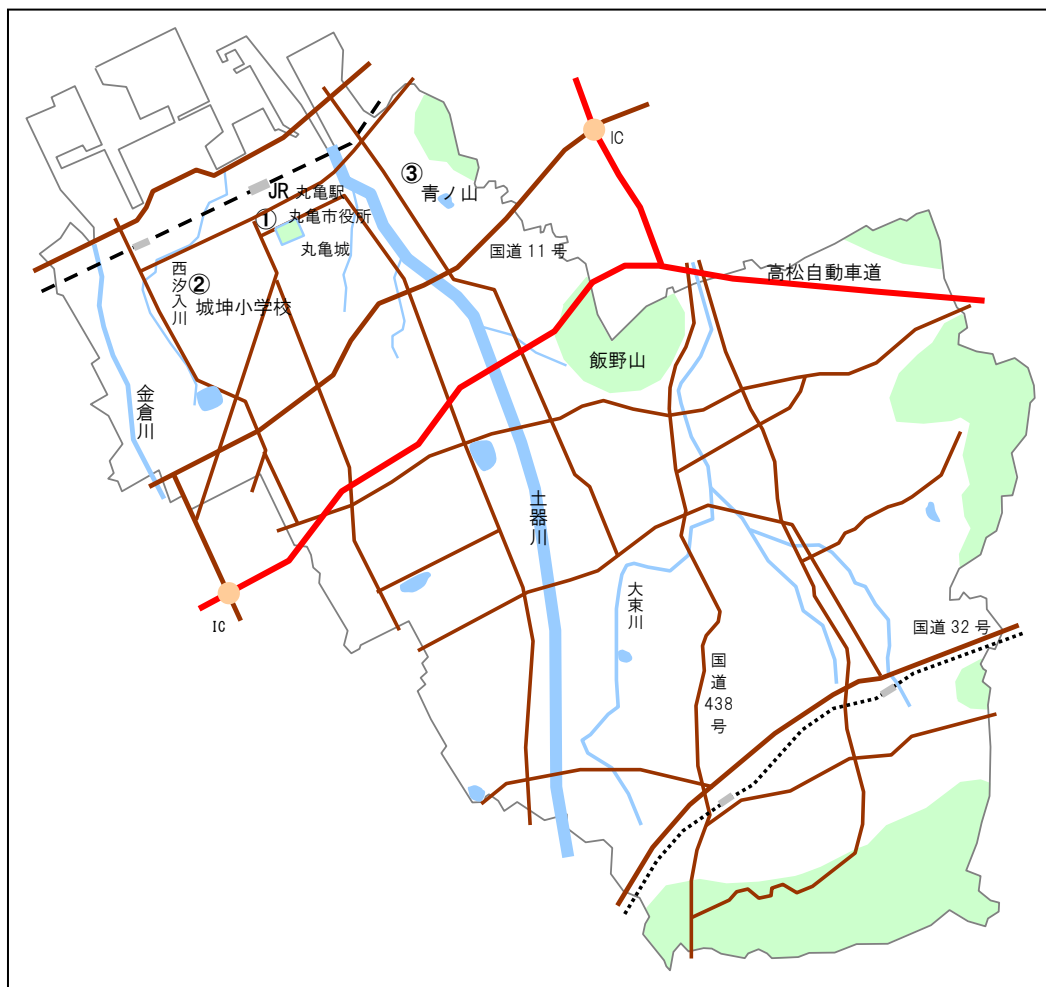 IC
③
青ノ山
JR 丸亀駅
① 丸亀市役所
丸亀城
国道 11 号
高松自動車道
西汐入川
②
城坤小学校
飯野山
金倉川
土器川
大束川
IC
国道 32 号
国道438号